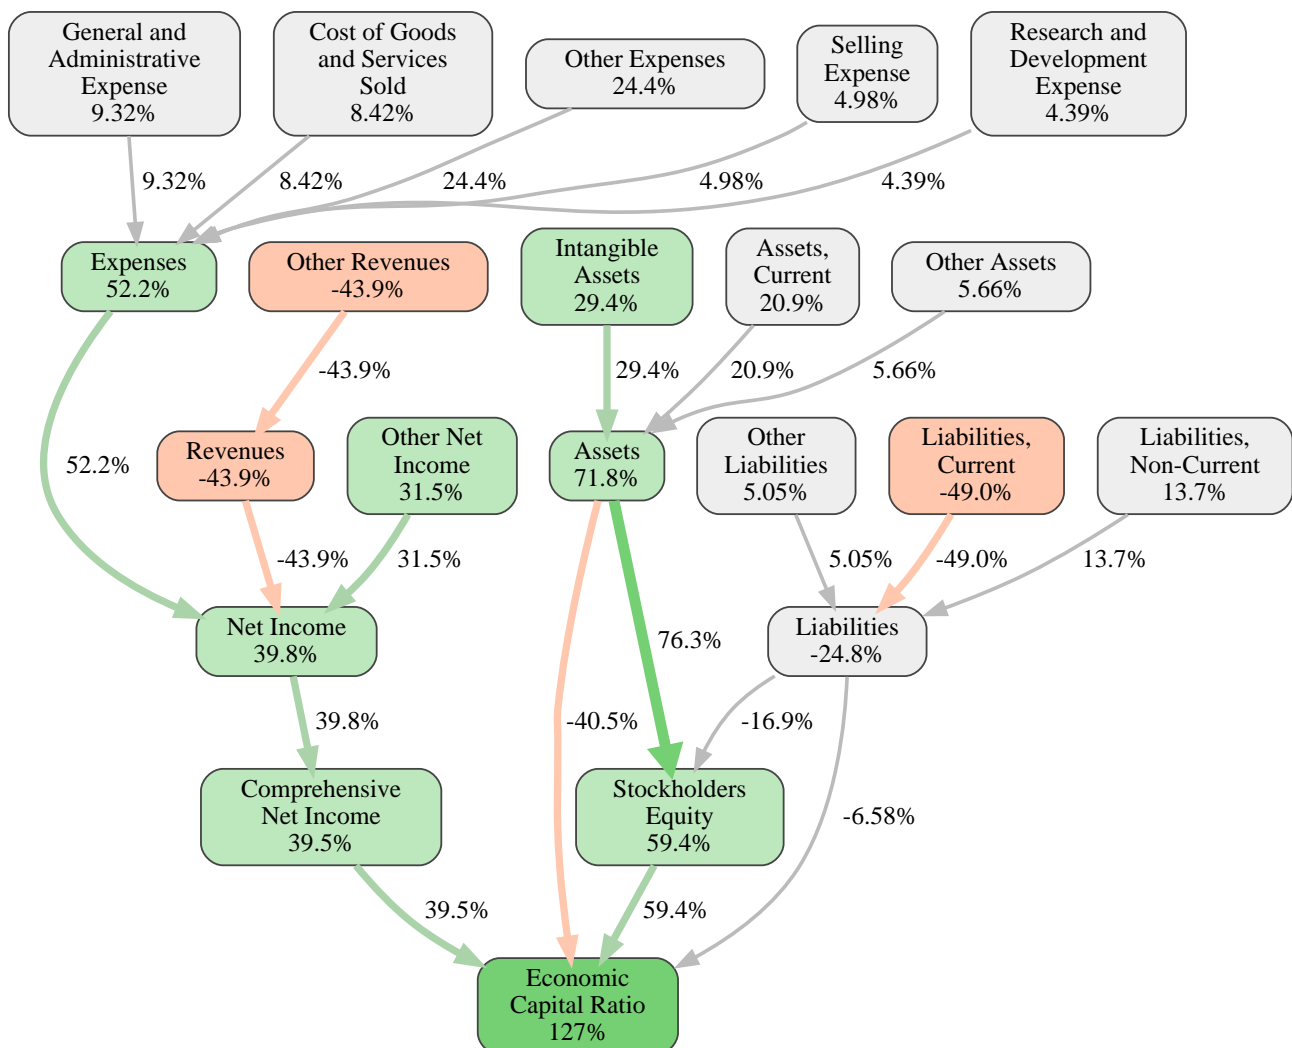 General and
Administrative
Expense
9.32%
Cost of Goods
and Services
Sold
8.42%
Other Expenses
24.4%
Selling
Expense
4.98%
Research and
Development
Expense
4.39%
9.32%
8.42%
24.4%
4.98%
4.39%
Expenses
52.2%
Other Revenues
-43.9%
Intangible
Assets
29.4%
Assets,
Current
20.9%
Other Assets
5.66%
-43.9%
29.4%
20.9%
5.66%
52.2%
Revenues
-43.9%
Other Net
Income
31.5%
Assets
71.8%
Other
Liabilities
5.05%
Liabilities,
Current
-49.0%
Liabilities,
Non-Current
13.7%
-43.9%
31.5%
5.05%
-49.0%
13.7%
Net Income
39.8%
76.3%
Liabilities
-24.8%
39.8%
-40.5%
-16.9%
Comprehensive
Net Income
39.5%
Stockholders
Equity
59.4%
-6.58%
39.5%
59.4%
Economic
Capital Ratio
127%